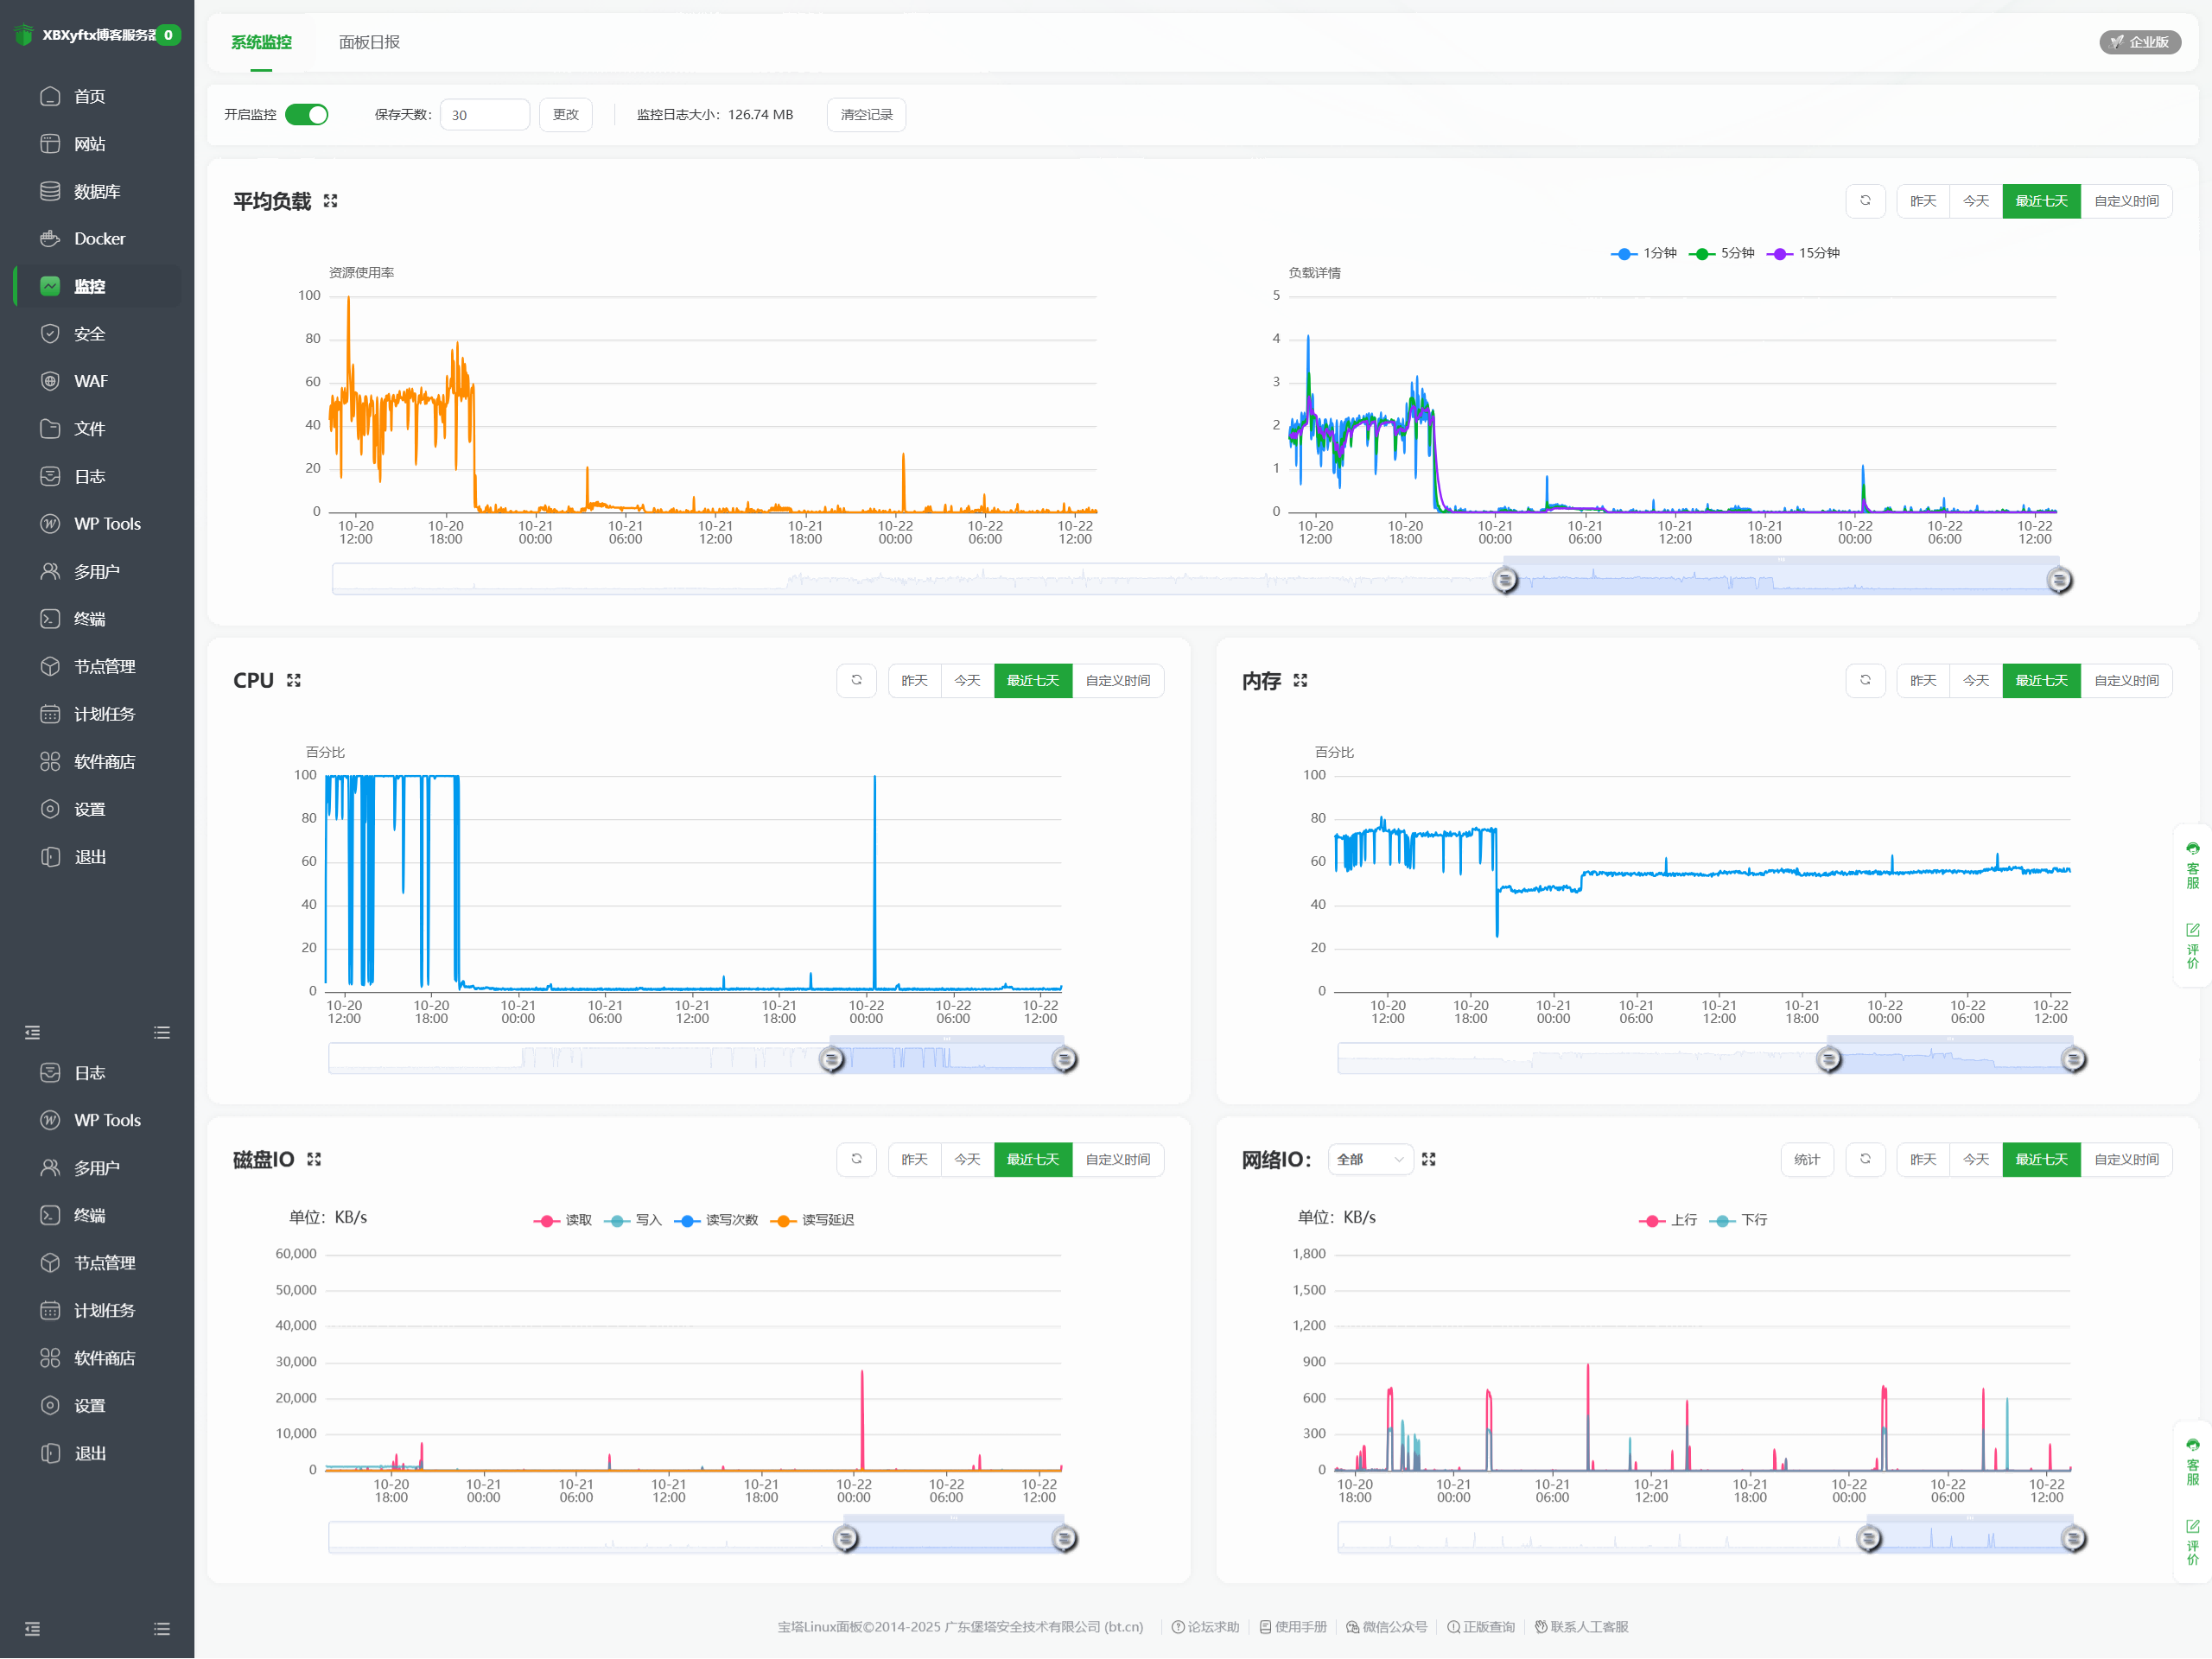 XBXyftx博客服务器 0
首页
网站
数据库
Docker
监控
安全
WAF
文件
日志
WP Tools
多用户
终端
节点管理
计划任务
软件商店
设置
退出
日志
WP Tools
多用户
终端
节点管理
计划任务
软件商店
设置
退出
系统监控 面板日报 企业版
开启监控 保存天数: 30 更改 监控日志大小: 126.74 MB 清空记录
平均负载 昨天 今天 最近七天 自定义时间
1分钟 5分钟 15分钟
资源使用率
100
80
60
40
20
0
10-20 12:00 10-20 18:00 10-21 00:00 10-21 06:00 10-21 12:00 10-21 18:00 10-22 00:00 10-22 06:00 10-22 12:00
负载详情
5
4
3
2
1
0
10-20 12:00 10-20 18:00 10-21 00:00 10-21 06:00 10-21 12:00 10-21 18:00 10-22 00:00 10-22 06:00 10-22 12:00
CPU 昨天 今天 最近七天 自定义时间
百分比
100
80
60
40
20
0
10-20 12:00 10-20 18:00 10-21 00:00 10-21 06:00 10-21 12:00 10-21 18:00 10-22 00:00 10-22 06:00 10-22 12:00
内存 昨天 今天 最近七天 自定义时间
百分比
100
80
60
40
20
0
10-20 12:00 10-20 18:00 10-21 00:00 10-21 06:00 10-21 12:00 10-21 18:00 10-22 00:00 10-22 06:00 10-22 12:00
磁盘IO 昨天 今天 最近七天 自定义时间
单位: KB/s 读取 写入 读写次数 读写延迟
60,000
50,000
40,000
30,000
20,000
10,000
0
10-20 18:00 10-21 00:00 10-21 06:00 10-21 12:00 10-21 18:00 10-22 00:00 10-22 06:00 10-22 12:00
网络IO: 全部 统计 昨天 今天 最近七天 自定义时间
单位: KB/s 上行 下行
1,800
1,500
1,200
900
600
300
0
10-20 18:00 10-21 00:00 10-21 06:00 10-21 12:00 10-21 18:00 10-22 00:00 10-22 06:00 10-22 12:00
客服
评价
客服
评价
宝塔Linux面板©2014-2025 广东堡塔安全技术有限公司 (bt.cn) 论坛求助 使用手册 微信公众号 正版查询 联系人工客服